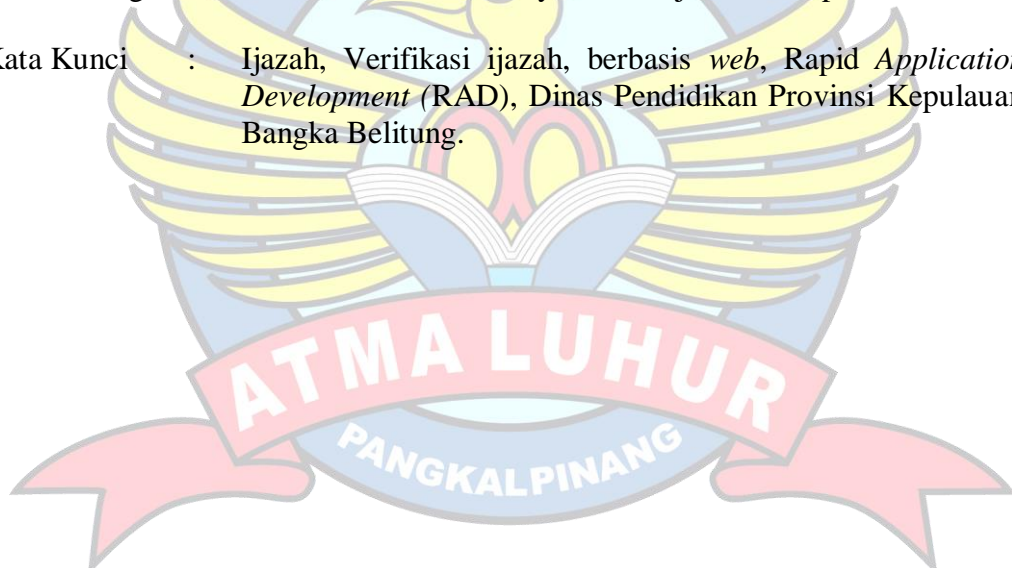 Kata Kunci : Ijazah, Verifikasi ijazah, berbasis web, Rapid Application
Development (RAD), Dinas Pendidikan Provinsi Kepulauan
Bangka Belitung.
ATMA LUHUR
PANGKALPINANG